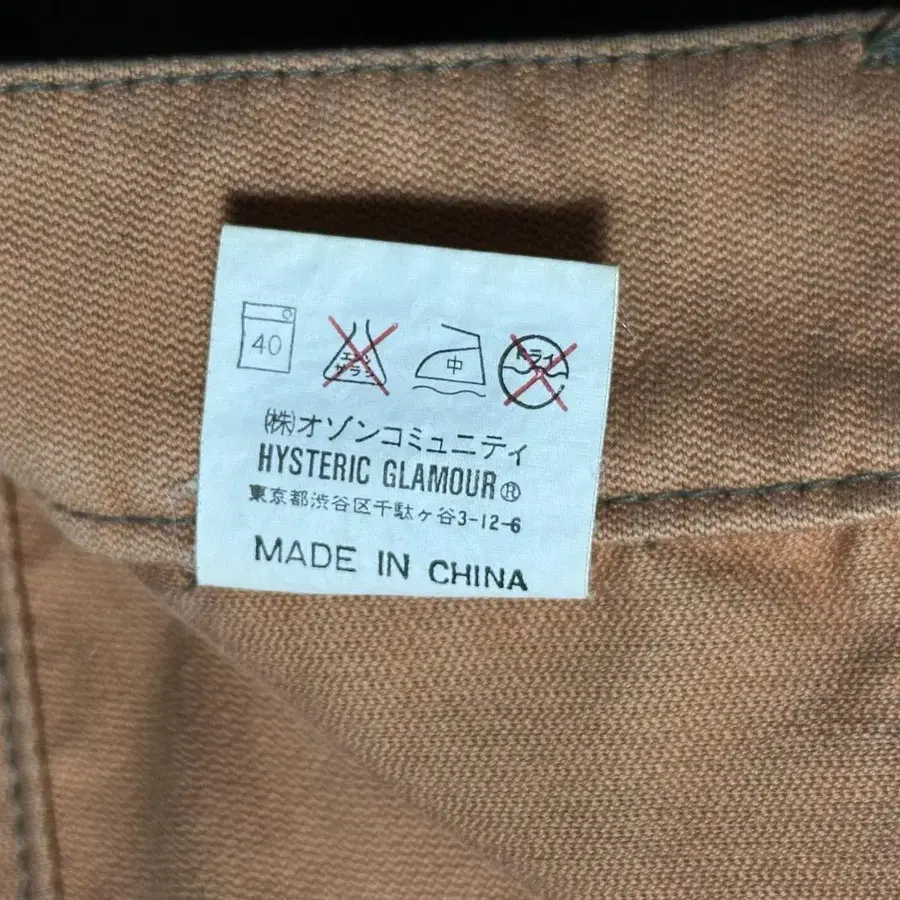 40
エンソ
サラシ
中
ドライ
(株)オゾンコミュニティ
HYSTERIC GLAMOUR®
東京都渋谷区千駄ヶ谷3-12-6
MADE IN CHINA